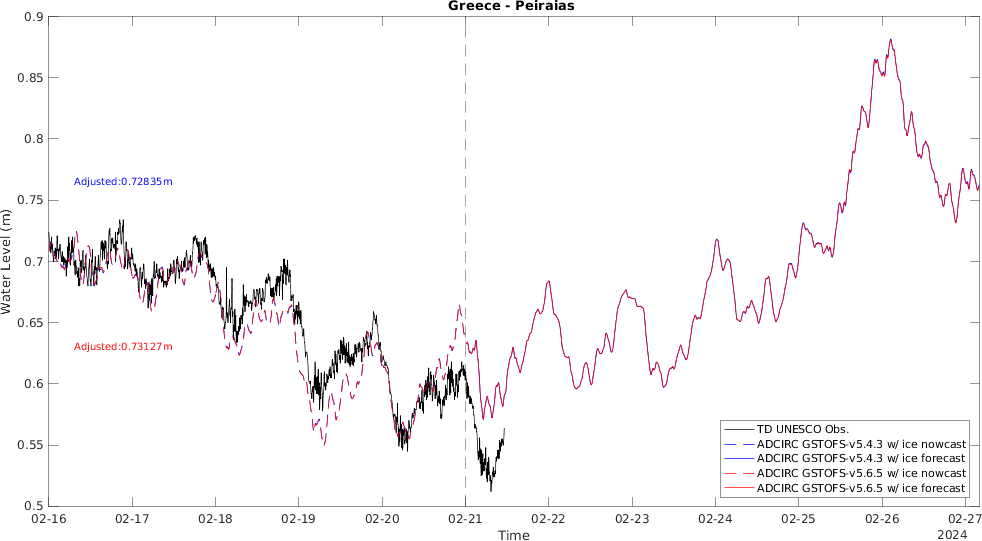 Greece - Peiraias
0.9
0.85
0.8
0.75
0.7
0.65
0.6
0.55
0.5
Water Level (m)
Adjusted:0.72835m
Adjusted:0.73127m
TD UNESCO Obs.
ADCIRC GSTOFS-v5.4.3 w/ ice nowcast
ADCIRC GSTOFS-v5.4.3 w/ ice forecast
ADCIRC GSTOFS-v5.6.5 w/ ice nowcast
ADCIRC GSTOFS-v5.6.5 w/ ice forecast
02-16 02-17 02-18 02-19 02-20 02-21 02-22 02-23 02-24 02-25 02-26 02-27
Time
2024